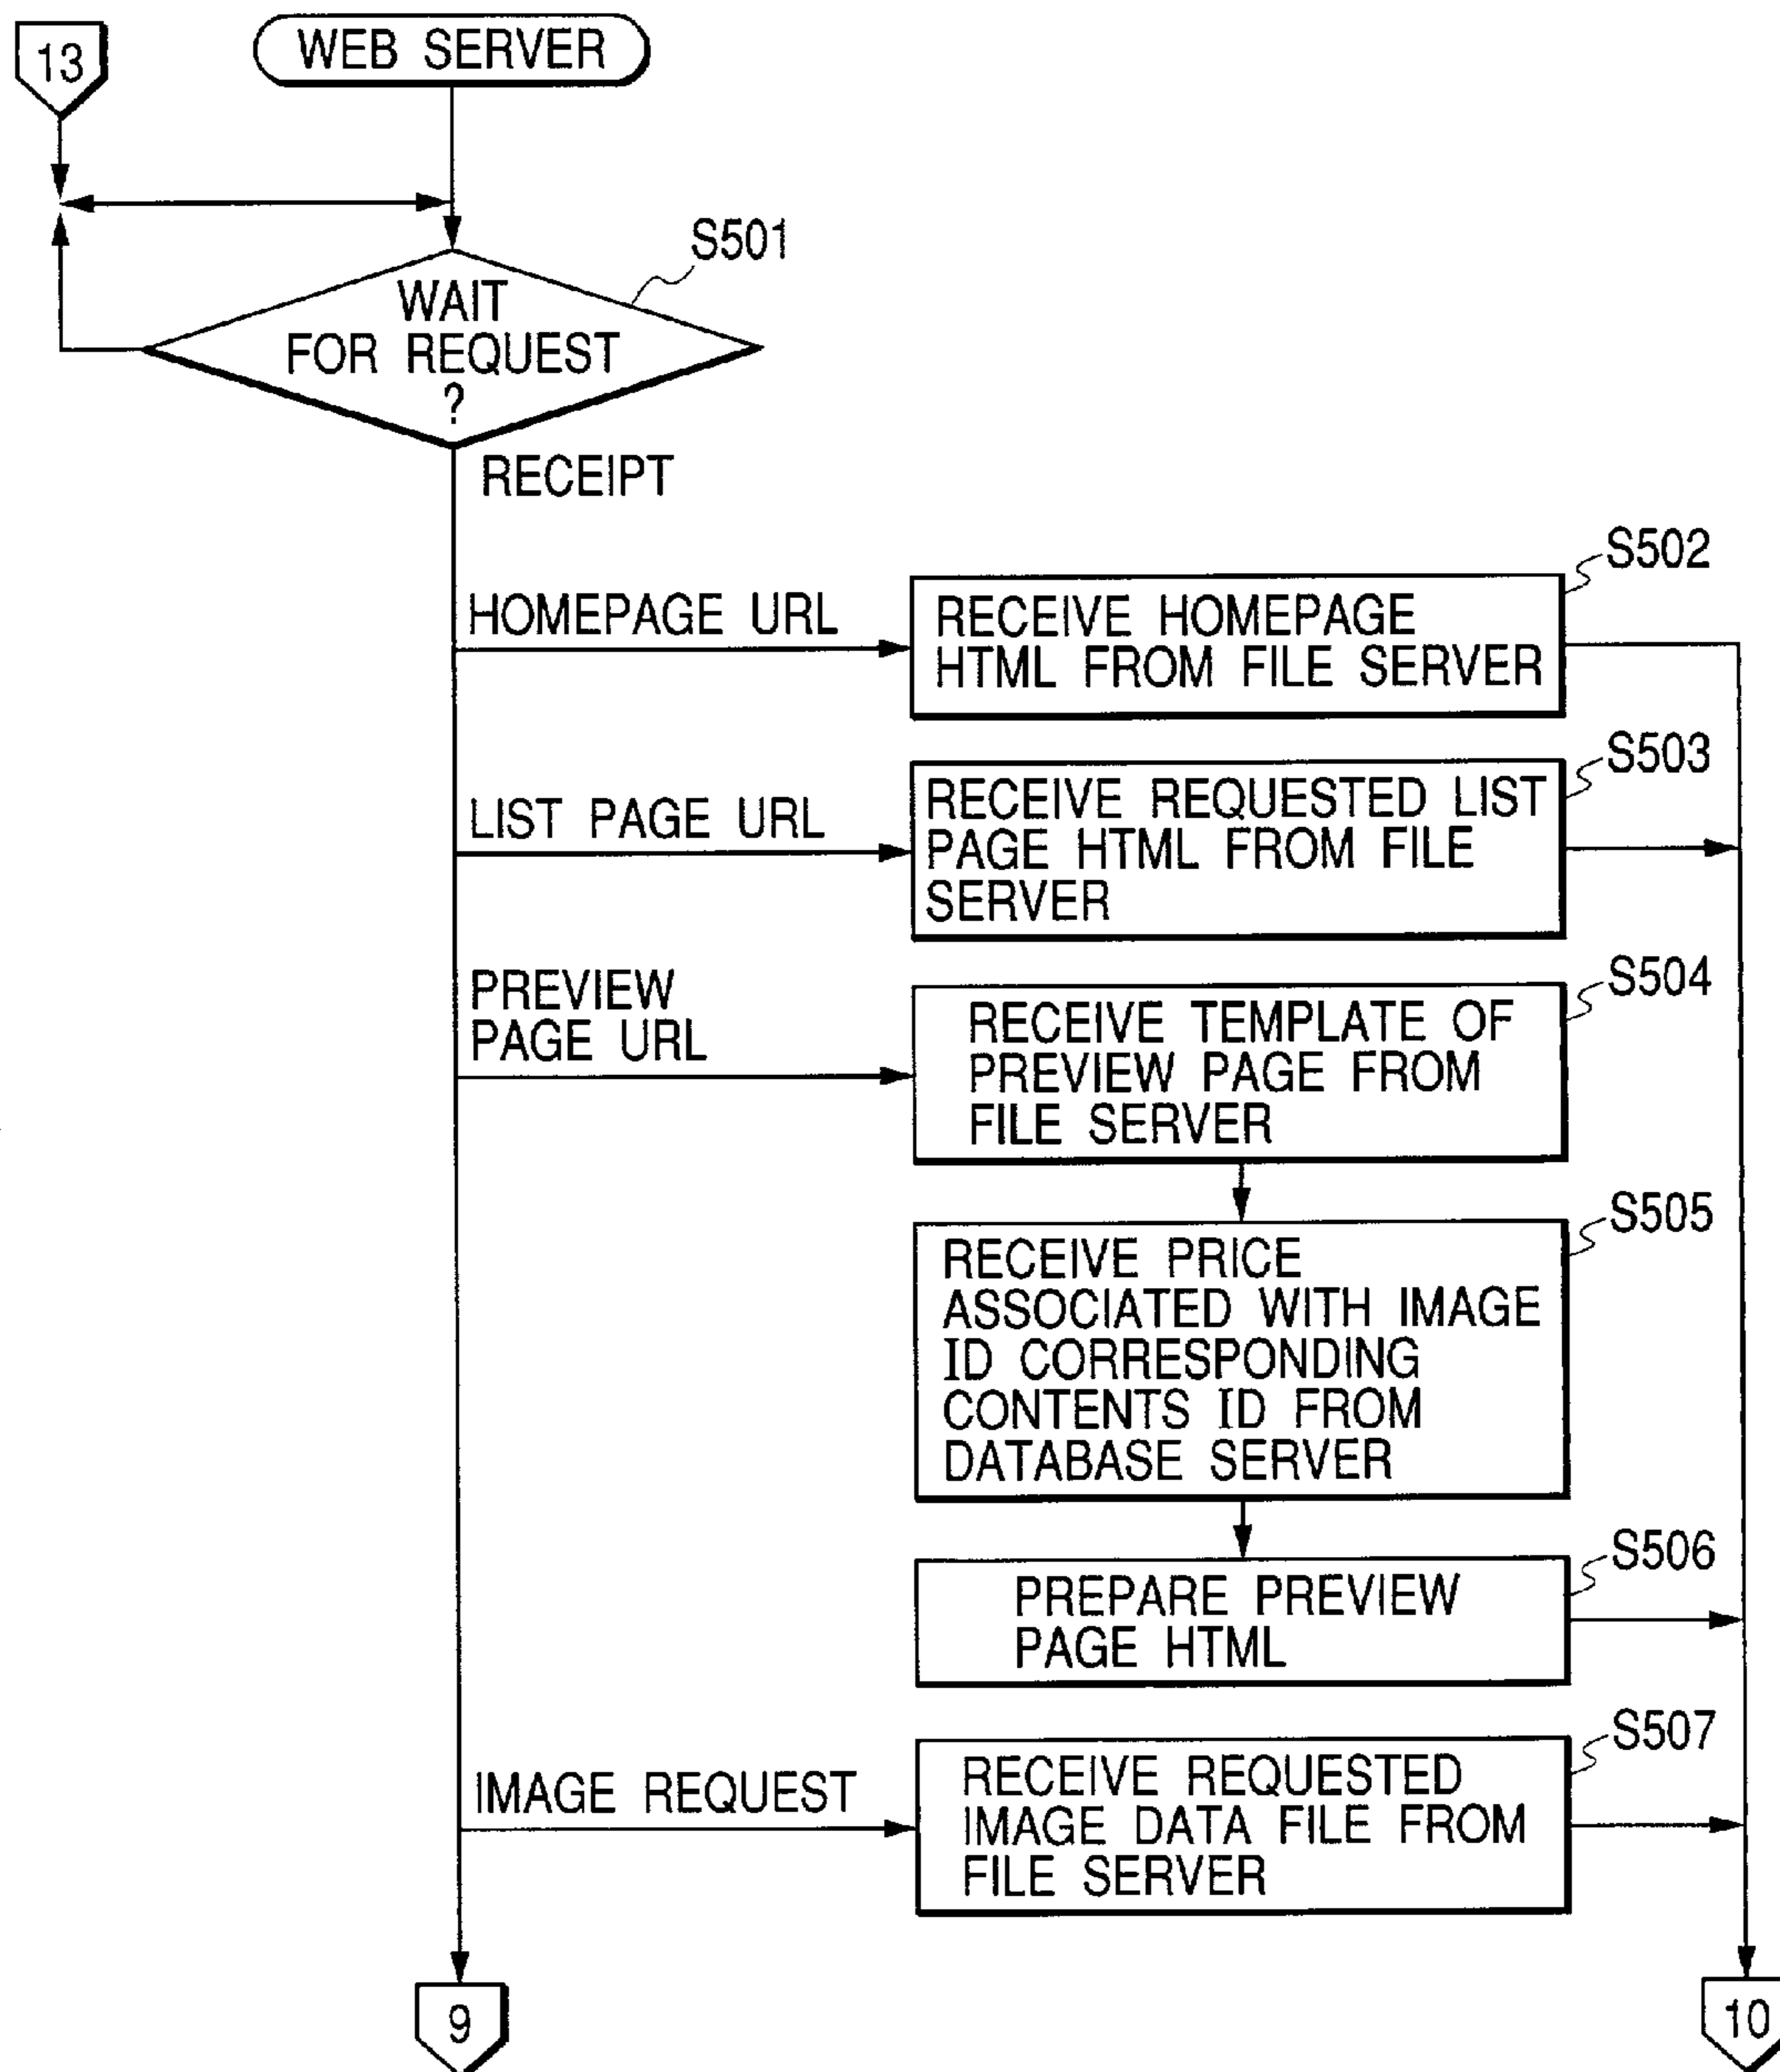 13
WEB SERVER
S501
WAIT
FOR REQUEST
?
RECEIPT
S502
HOMEPAGE URL
RECEIVE HOMEPAGE
HTML FROM FILE SERVER
S503
LIST PAGE URL
RECEIVE REQUESTED LIST
PAGE HTML FROM FILE
SERVER
S504
PREVIEW
PAGE URL
RECEIVE TEMPLATE OF
PREVIEW PAGE FROM
FILE SERVER
S505
RECEIVE PRICE
ASSOCIATED WITH IMAGE
ID CORRESPONDING
CONTENTS ID FROM
DATABASE SERVER
S506
PREPARE PREVIEW
PAGE HTML
S507
IMAGE REQUEST
RECEIVE REQUESTED
IMAGE DATA FILE FROM
FILE SERVER
9
10